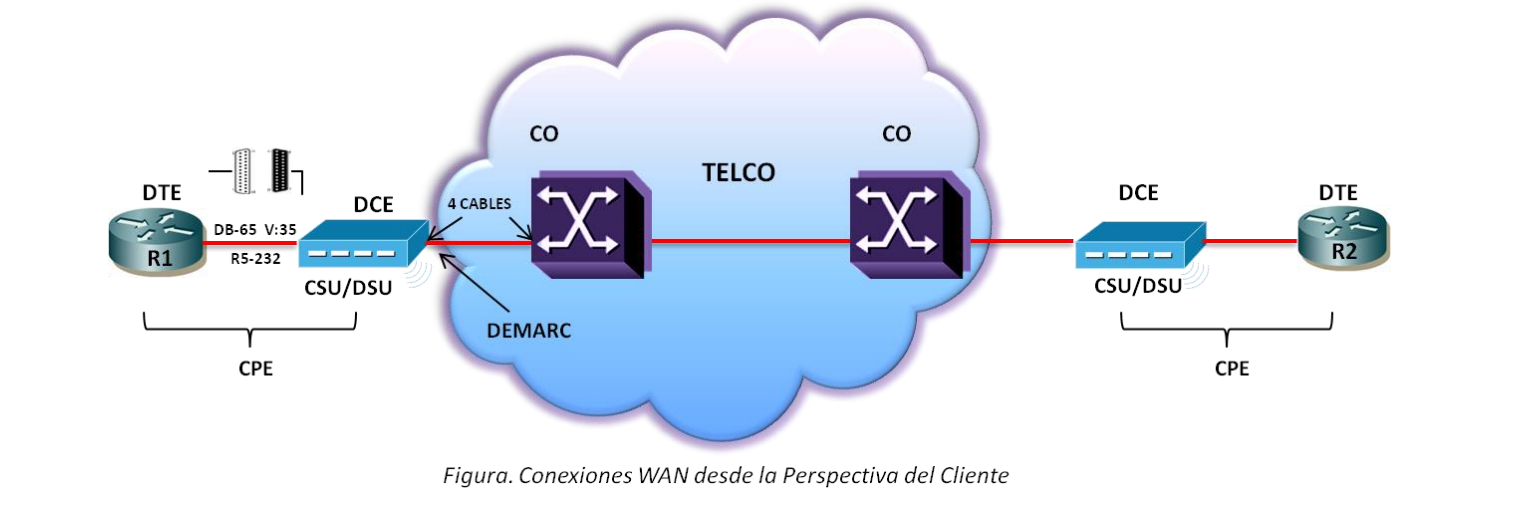 CO
CO
TELCO
DTE
DCE
4 CABLES
DCE
DTE
DB-65 V:35
R1
R5-232
R2
CSU/DSU
CSU/DSU
DEMARC
CPE
CPE
Figura. Conexiones WAN desde la Perspectiva del Cliente